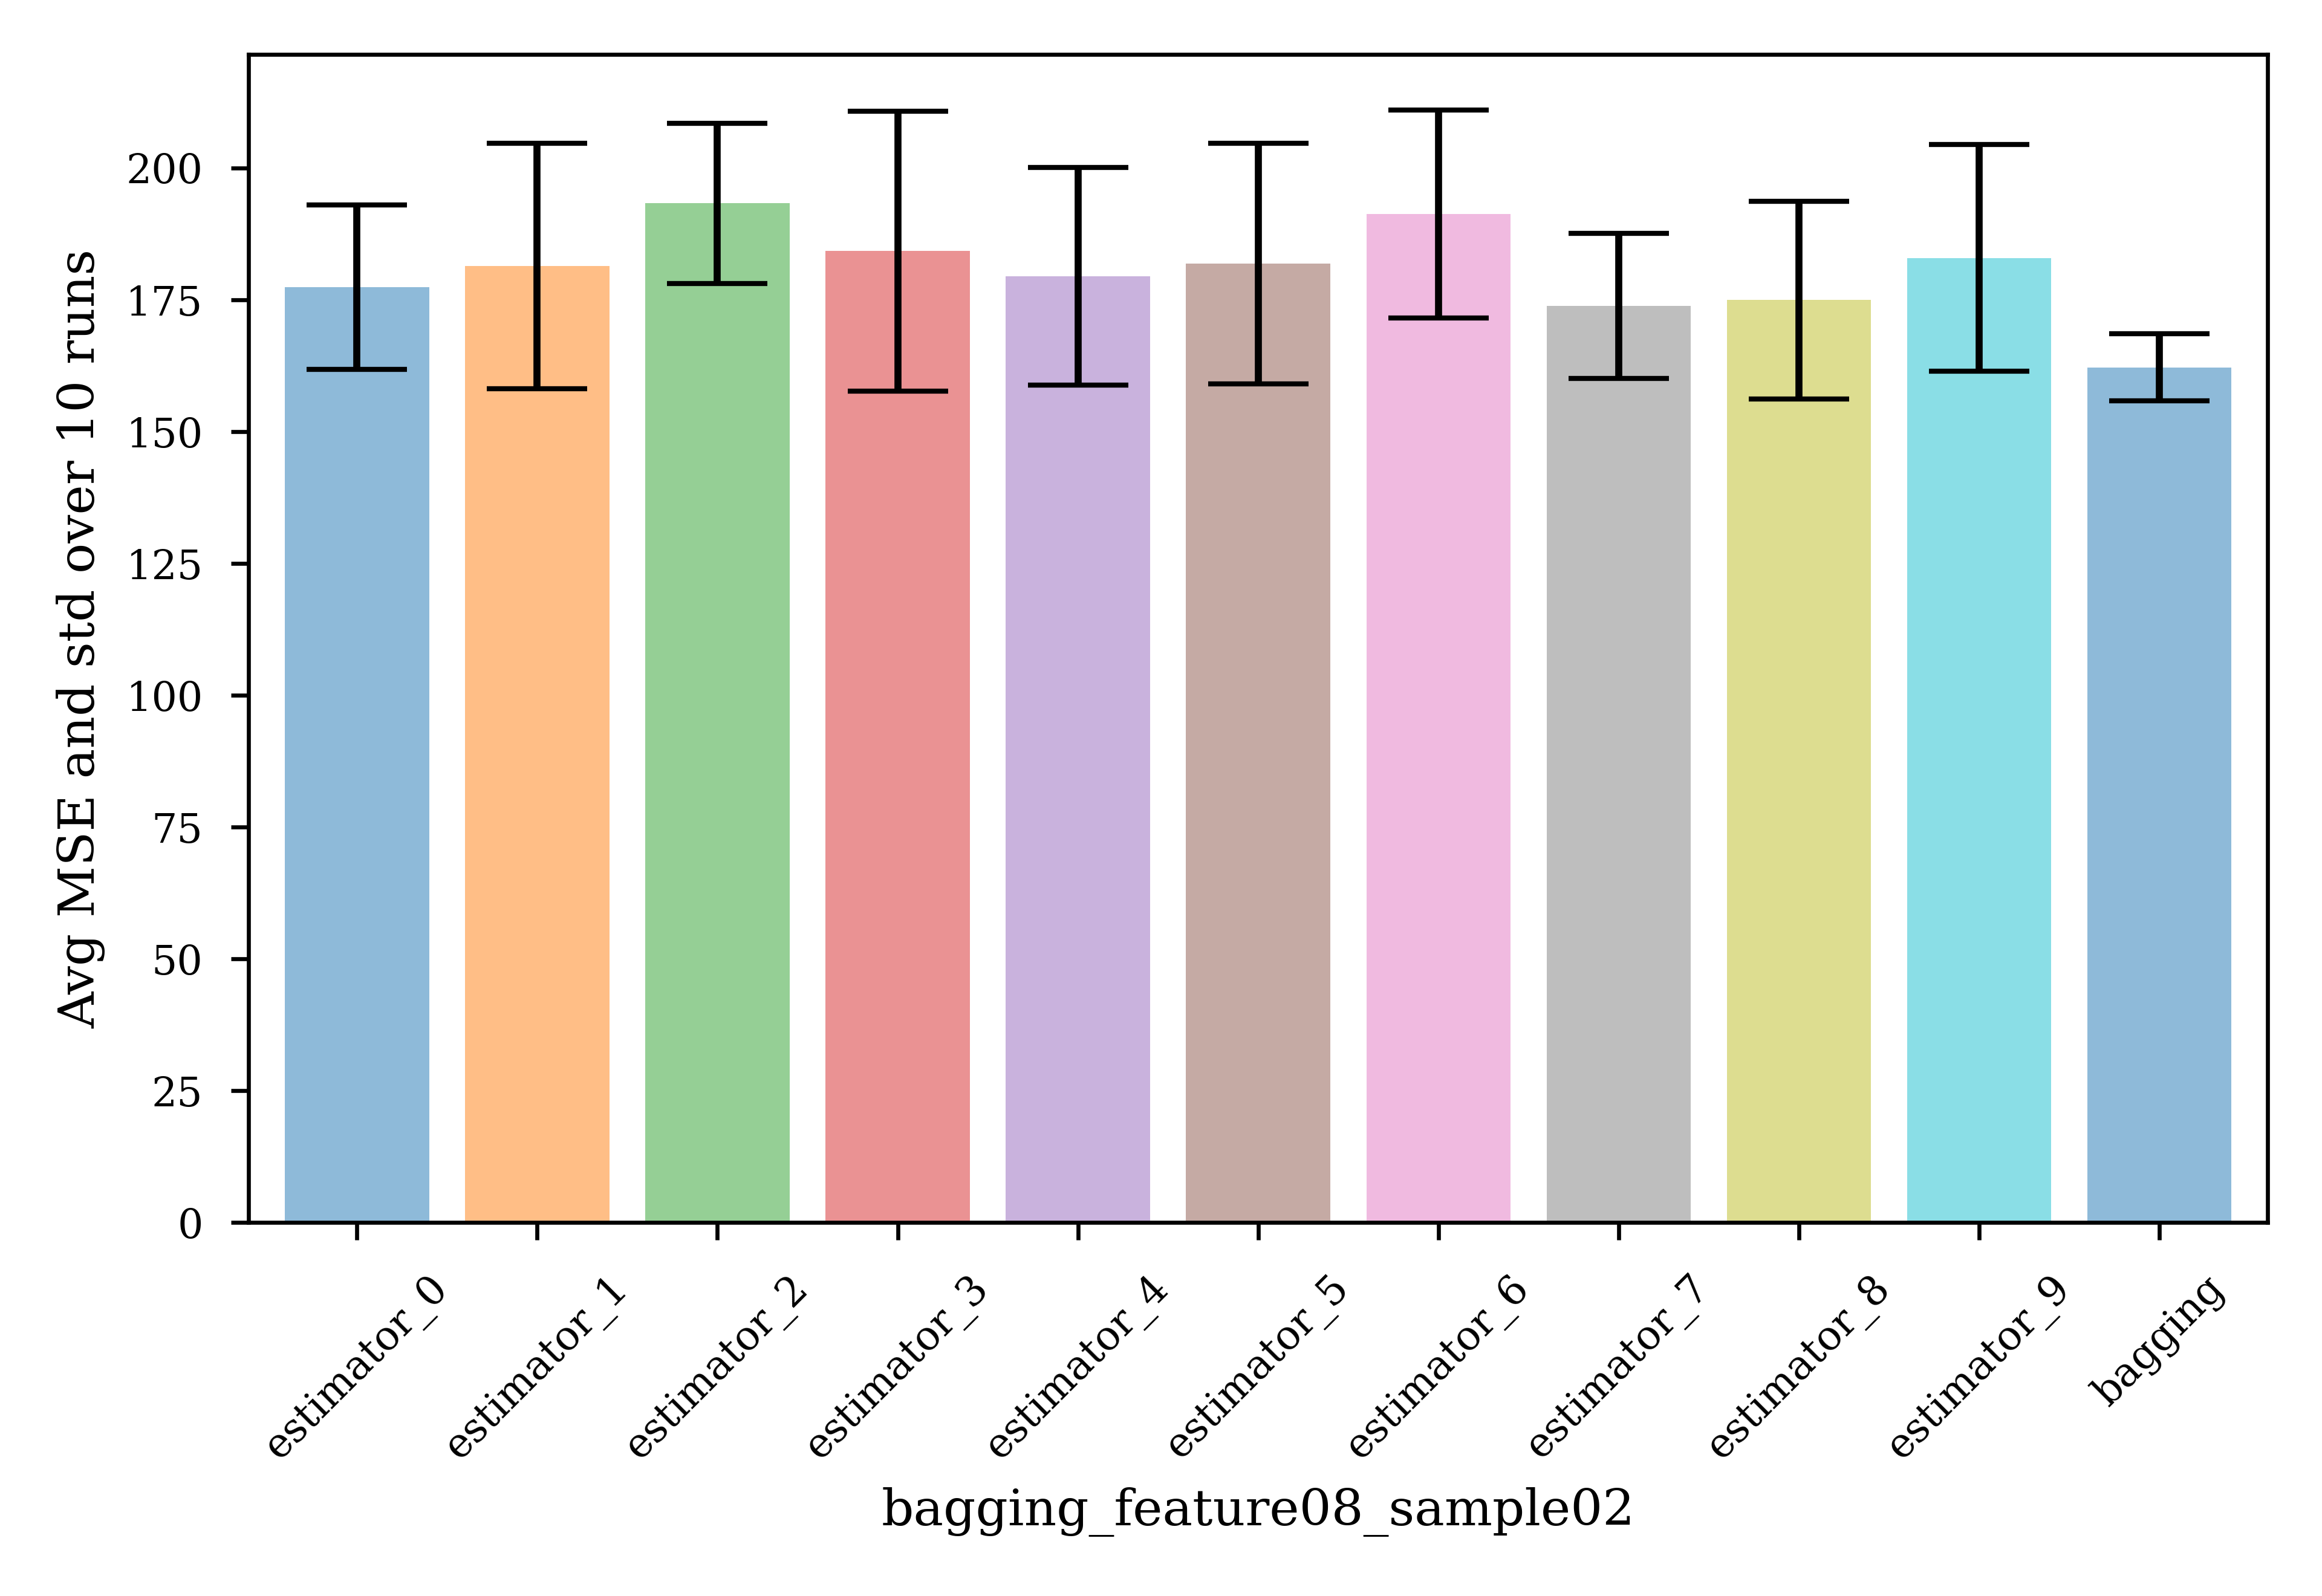 Avg MSE and std over 10 runs
200
175
150
125
100
75
50
25
0
estimator_0
estimator_1
estimator_2
estimator_3
estimator_4
estimator_5
estimator_6
estimator_7
estimator_8
estimator_9
bagging
bagging_feature08_sample02